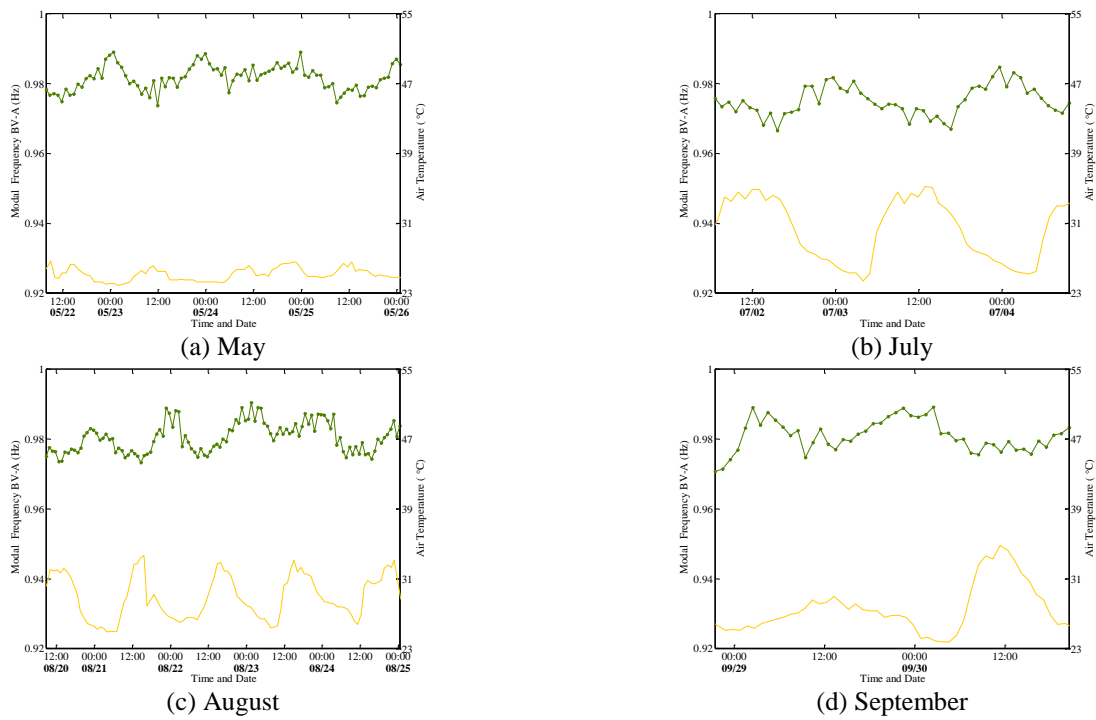 1
0.98
0.96
0.94
0.92
Modal Frequency BV-A (Hz)
55
47
39
31
23
Air Temperature ( °C)
12:00 00:00 12:00 00:00 12:00 00:00 12:00 00:00
05/22 05/23 05/24 05/25 05/26
Time and Date
(a) May
1
0.98
0.96
0.94
0.92
Modal Frequency BV-A (Hz)
55
47
39
31
23
Air Temperature ( °C)
12:00 00:00 12:00 00:00
07/02 07/03 07/04
Time and Date
(b) July
1
0.98
0.96
0.94
0.92
Modal Frequency BV-A (Hz)
55
47
39
31
23
Air Temperature ( °C)
12:00 00:00 12:00 00:00 12:00 00:00 12:00 00:00 12:00 00:00
08/20 08/21 08/22 08/23 08/24 08/25
Time and Date
(c) August
1
0.98
0.96
0.94
0.92
Modal Frequency BV-A (Hz)
55
47
39
31
23
Air Temperature ( °C)
00:00 12:00 00:00 12:00
09/29 09/30
Time and Date
(d) September